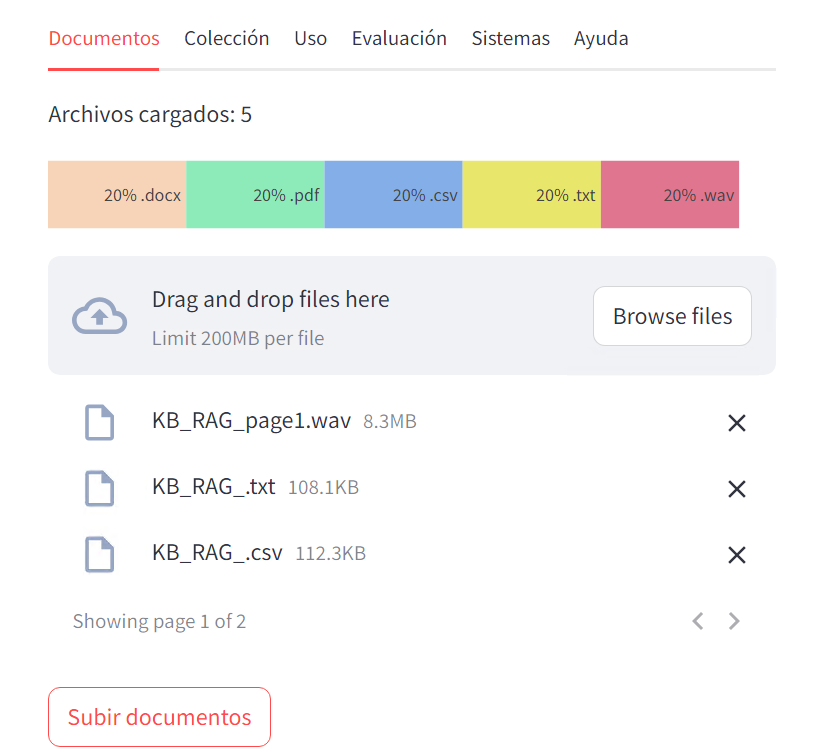 Documentos Colección Uso Evaluación Sistemas Ayuda
Archivos cargados: 5
20% .docx 20% .pdf 20% .csv 20% .txt 20% .wav
Drag and drop files here
Limit 200MB per file
Browse files
KB_RAG_page1.wav 8.3MB
KB_RAG_.txt 108.1KB
KB_RAG_.csv 112.3KB
Showing page 1 of 2
Subir documentos